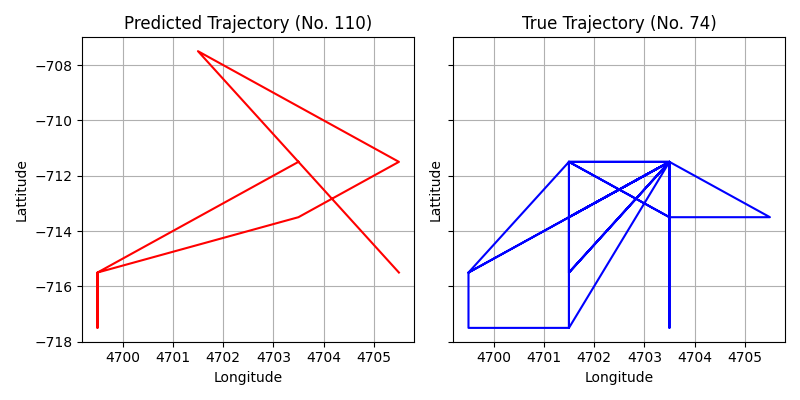 Predicted Trajectory (No. 110)
True Trajectory (No. 74)
−708
−710
−712
−714
−716
−718
Lattitude
Lattitude
4700 4701 4702 4703 4704 4705
4700 4701 4702 4703 4704 4705
Longitude
Longitude